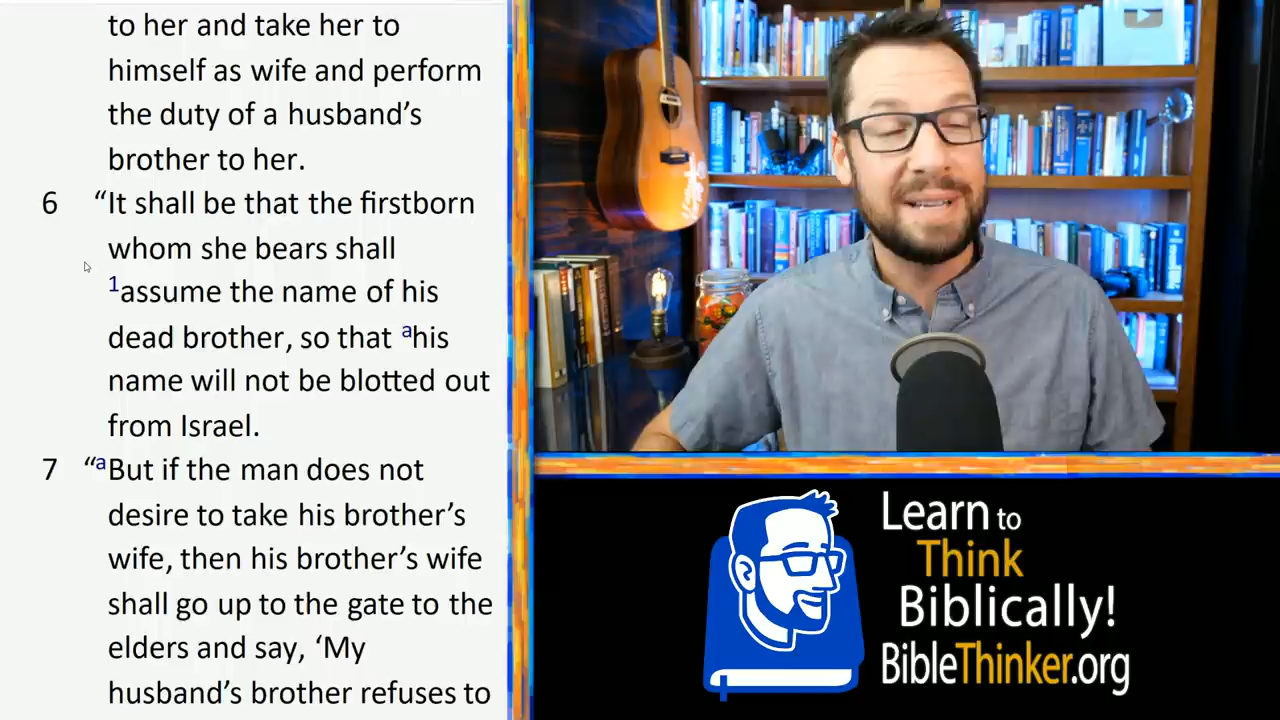 to her and take her to
himself as wife and perform
the duty of a husband’s
brother to her.
6 “It shall be that the firstborn
whom she bears shall
1assume the name of his
dead brother, so that ahis
name will not be blotted out
from Israel.
7 “aBut if the man does not
desire to take his brother’s
wife, then his brother’s wife
shall go up to the gate to the
elders and say, ‘My
husband’s brother refuses to
Learn to
Think
Biblically!
BibleThinker.org